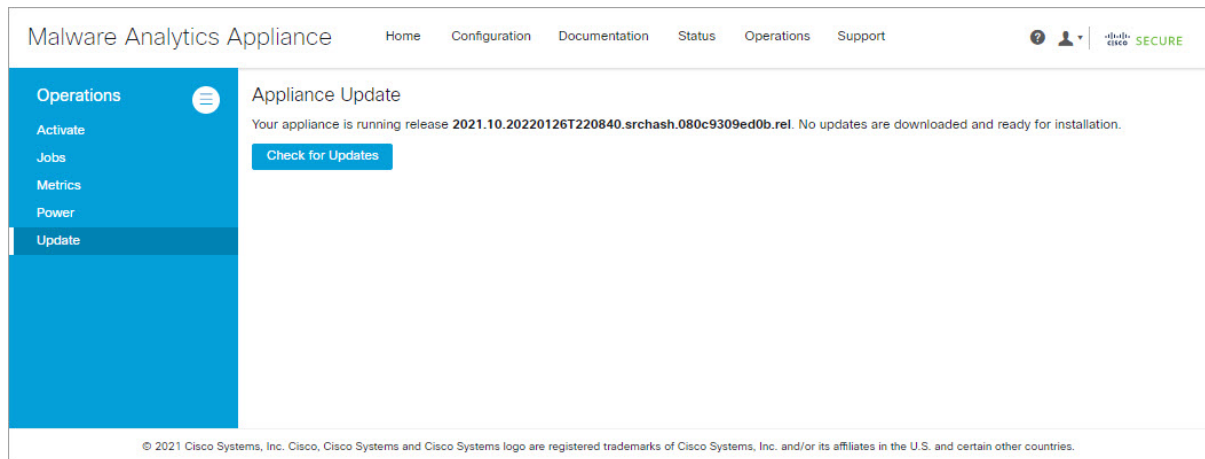 Malware Analytics Appliance Home Configuration Documentation Status Operations Support CISCO SECURE
Operations
Activate
Jobs
Metrics
Power
Update
Appliance Update
Your appliance is running release 2021.10.20220126T220840.srchash.080c9309ed0b.rel. No updates are downloaded and ready for installation.
Check for Updates
© 2021 Cisco Systems, Inc. Cisco, Cisco Systems and Cisco Systems logo are registered trademarks of Cisco Systems, Inc. and/or its affiliates in the U.S. and certain other countries.